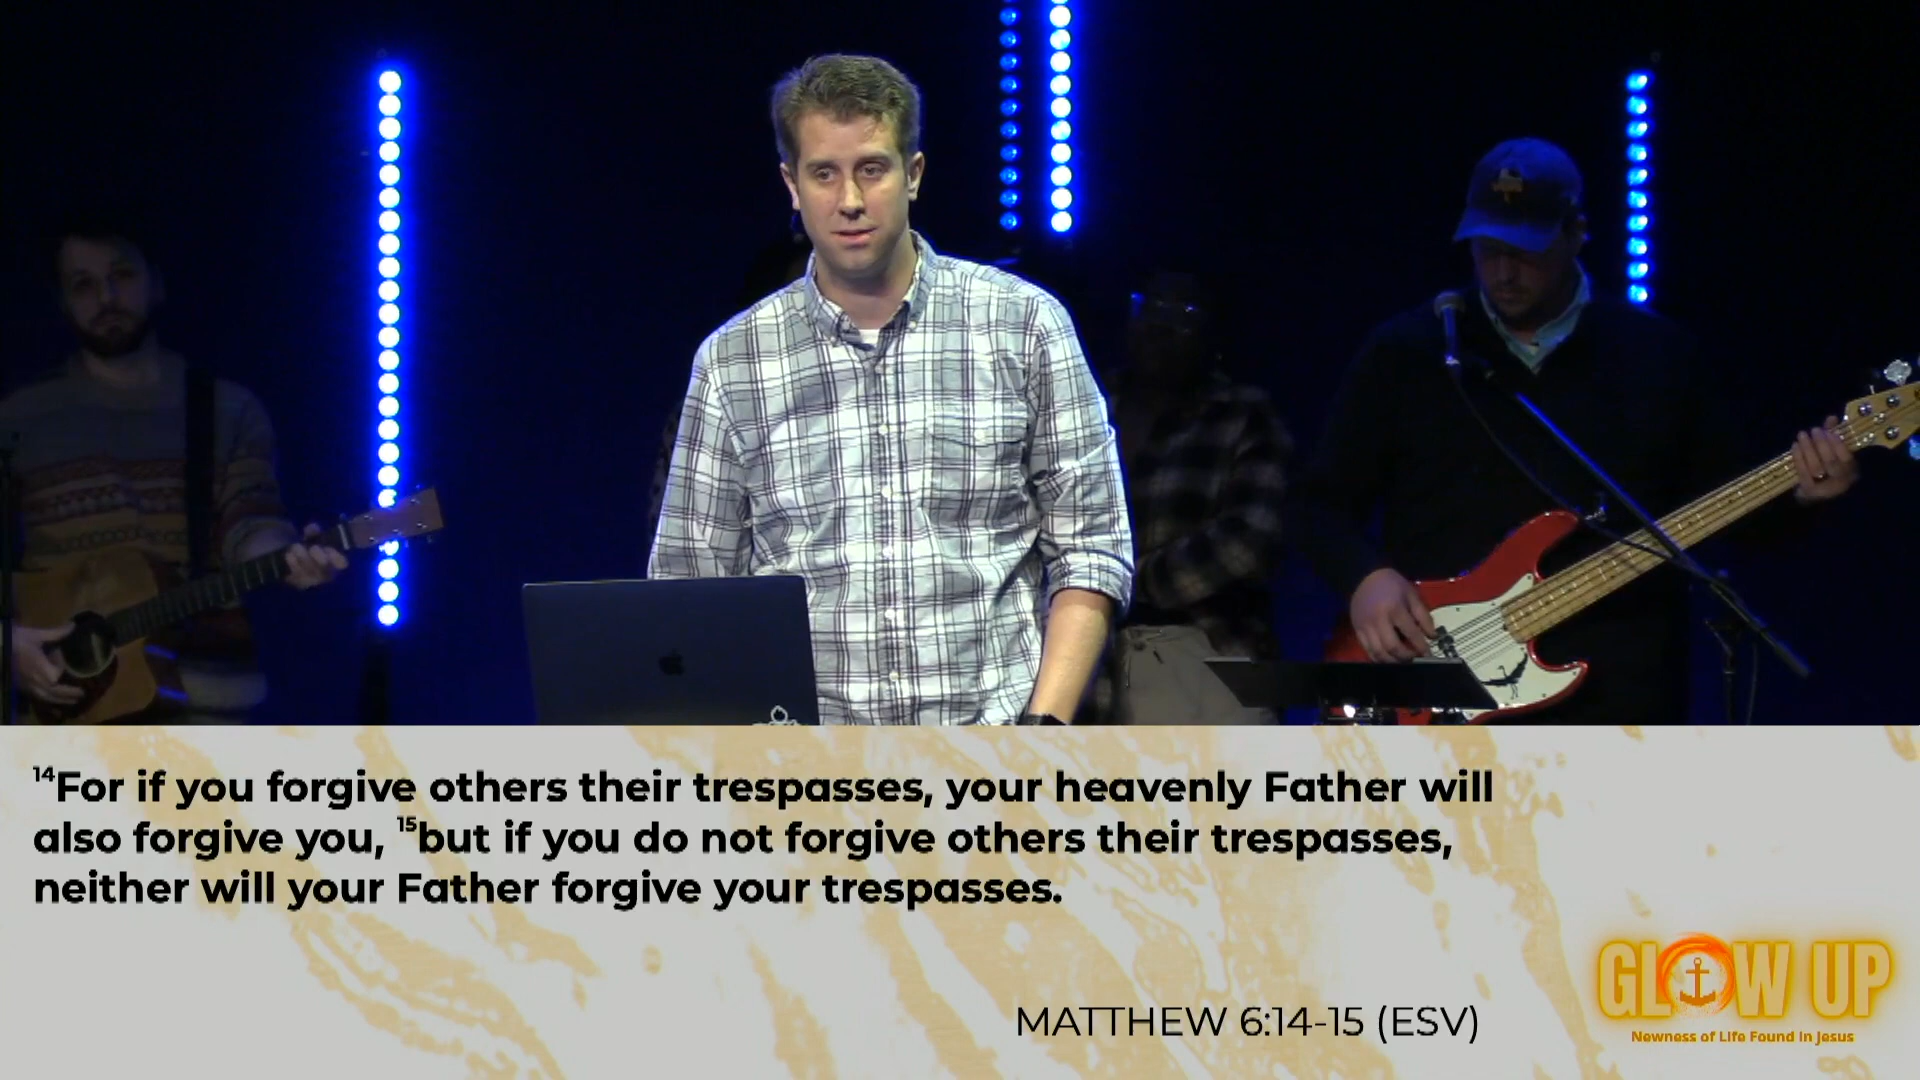 ¹⁴For if you forgive others their trespasses, your heavenly Father will
also forgive you, ¹⁵but if you do not forgive others their trespasses,
neither will your Father forgive your trespasses.
MATTHEW 6:14-15 (ESV)
GLOW UP
Newness of Life Found in Jesus